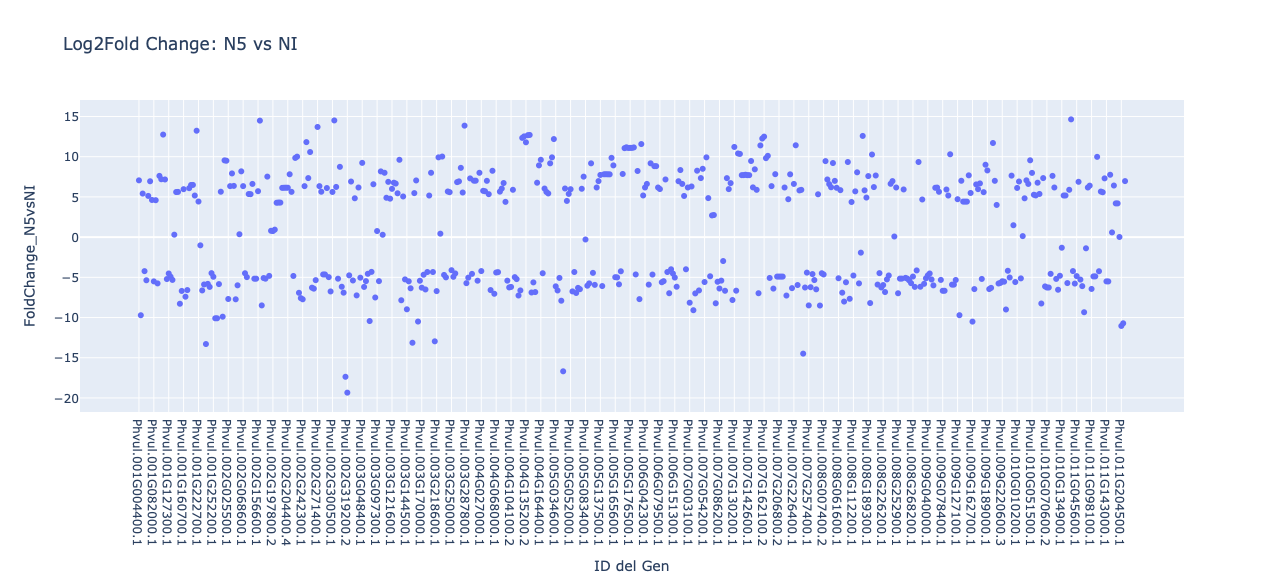 Log2Fold Change: N5 vs NI
FoldChange_N5vsNI
15
10
5
0
−5
−10
−15
−20
Phvul.001G004400.1
Phvul.001G082000.1
Phvul.001G127300.1
Phvul.001G160700.1
Phvul.001G222700.1
Phvul.001G252200.1
Phvul.002G025500.1
Phvul.002G068600.1
Phvul.002G156600.1
Phvul.002G197800.2
Phvul.002G204400.4
Phvul.002G242300.1
Phvul.002G271400.1
Phvul.002G300500.1
Phvul.002G319200.2
Phvul.003G048400.1
Phvul.003G097300.1
Phvul.003G121600.1
Phvul.003G144500.1
Phvul.003G170000.1
Phvul.003G218600.1
Phvul.003G250000.1
Phvul.003G287800.1
Phvul.004G027000.1
Phvul.004G068000.1
Phvul.004G104100.2
Phvul.004G135200.2
Phvul.004G164400.1
Phvul.005G034600.1
Phvul.005G052000.1
Phvul.005G083400.1
Phvul.005G137500.1
Phvul.005G165600.1
Phvul.005G176500.1
Phvul.006G042300.1
Phvul.006G079500.1
Phvul.006G151300.1
Phvul.007G003100.1
Phvul.007G054200.1
Phvul.007G086200.1
Phvul.007G130200.1
Phvul.007G142600.1
Phvul.007G162100.2
Phvul.007G206800.2
Phvul.007G226400.1
Phvul.007G257400.1
Phvul.008G007400.2
Phvul.008G061600.1
Phvul.008G112200.1
Phvul.008G189300.1
Phvul.008G226200.1
Phvul.008G252900.1
Phvul.008G268200.1
Phvul.009G040000.1
Phvul.009G078400.1
Phvul.009G127100.1
Phvul.009G162700.1
Phvul.009G189000.1
Phvul.009G220600.3
Phvul.010G010200.1
Phvul.010G051500.1
Phvul.010G070600.2
Phvul.010G134900.1
Phvul.011G045600.1
Phvul.011G098100.1
Phvul.011G143000.1
Phvul.011G204500.1
ID del Gen